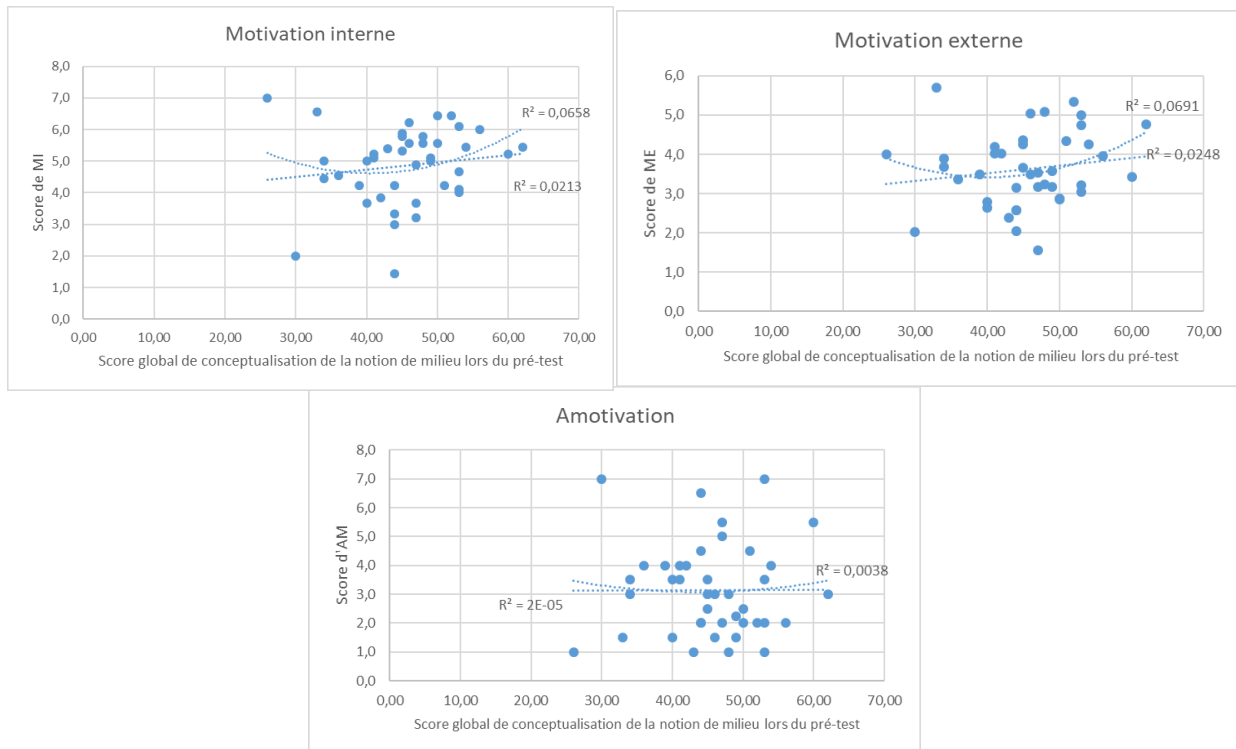 Motivation interne
8,0
7,0
6,0
5,0
4,0
3,0
2,0
1,0
0,0
Score de MI
R² = 0,0658
R² = 0,0213
0,00 10,00 20,00 30,00 40,00 50,00 60,00 70,00
Score global de conceptualisation de la notion de milieu lors du pré-test
Motivation externe
6,0
5,0
4,0
3,0
2,0
1,0
0,0
Score de ME
R² = 0,0691
R² = 0,0248
0,00 10,00 20,00 30,00 40,00 50,00 60,00 70,00
Score global de conceptualisation de la notion de milieu lors du pré-test
Amotivation
8,0
7,0
6,0
5,0
4,0
3,0
2,0
1,0
0,0
Score d'AM
R² = 0,0038
R² = 2E-05
0,00 10,00 20,00 30,00 40,00 50,00 60,00 70,00
Score global de conceptualisation de la notion de milieu lors du pré-test